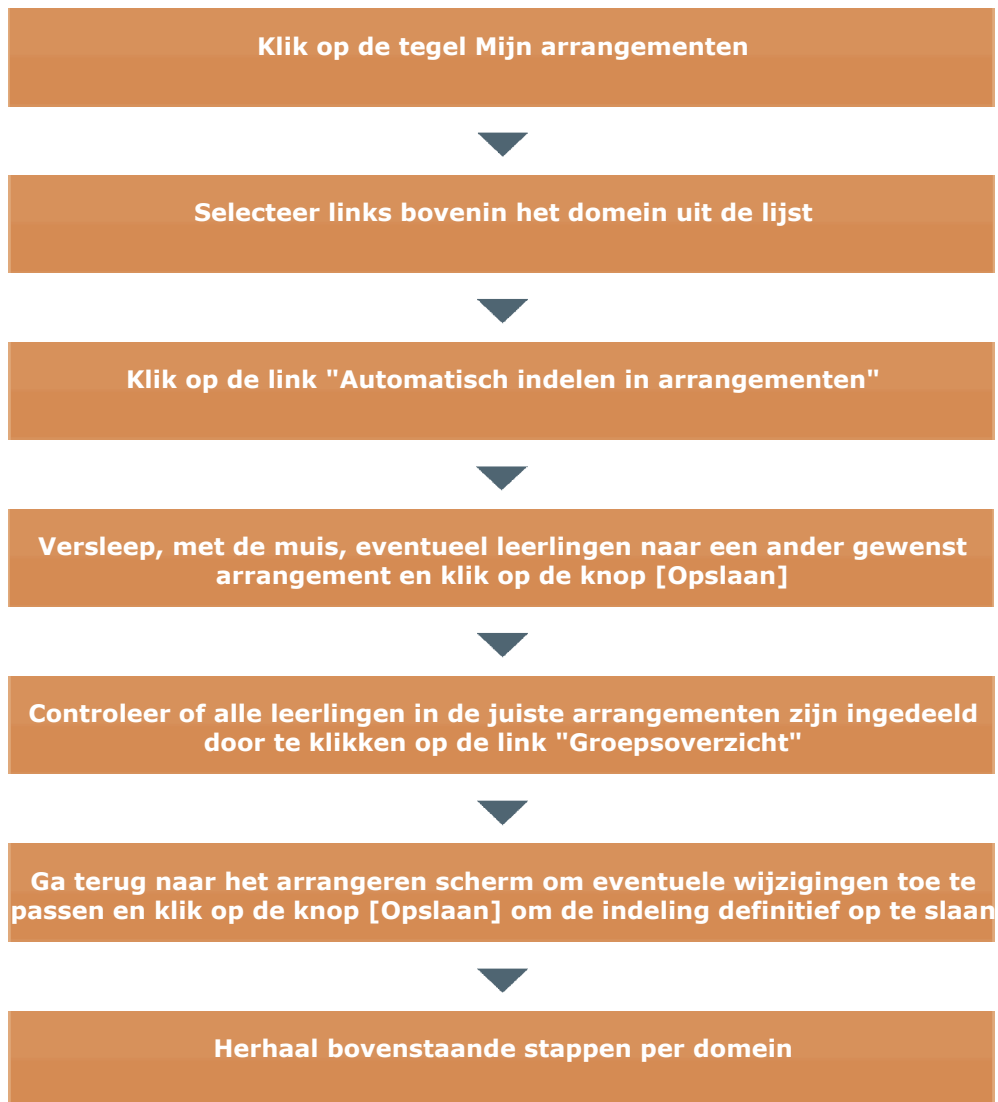 Klik op de tegel Mijn arrangementen
Selecteer links bovenin het domein uit de lijst
Klik op de link "Automatisch indelen in arrangementen"
Versleep, met de muis, eventueel leerlingen naar een ander gewenst
arrangement en klik op de knop [Opslaan]
Controleer of alle leerlingen in de juiste arrangementen zijn ingedeeld
door te klikken op de link "Groepsoverzicht"
Ga terug naar het arrangeren scherm om eventuele wijzigingen toe te
passen en klik op de knop [Opslaan] om de indeling definitief op te slaan
Herhaal bovenstaande stappen per domein